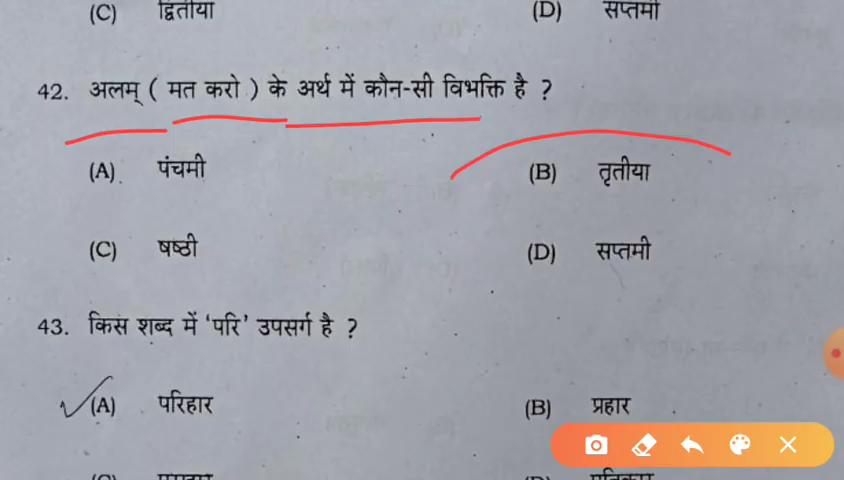 (C) द्वितीया (D) सप्तमी
42. अलम् ( मत करो ) के अर्थ में कौन-सी विभक्ति है ?
(A) पंचमी (B) तृतीया
(C) षष्ठी (D) सप्तमी
43. किस शब्द में 'परि' उपसर्ग है ?
(A) परिहार (B) प्रहार